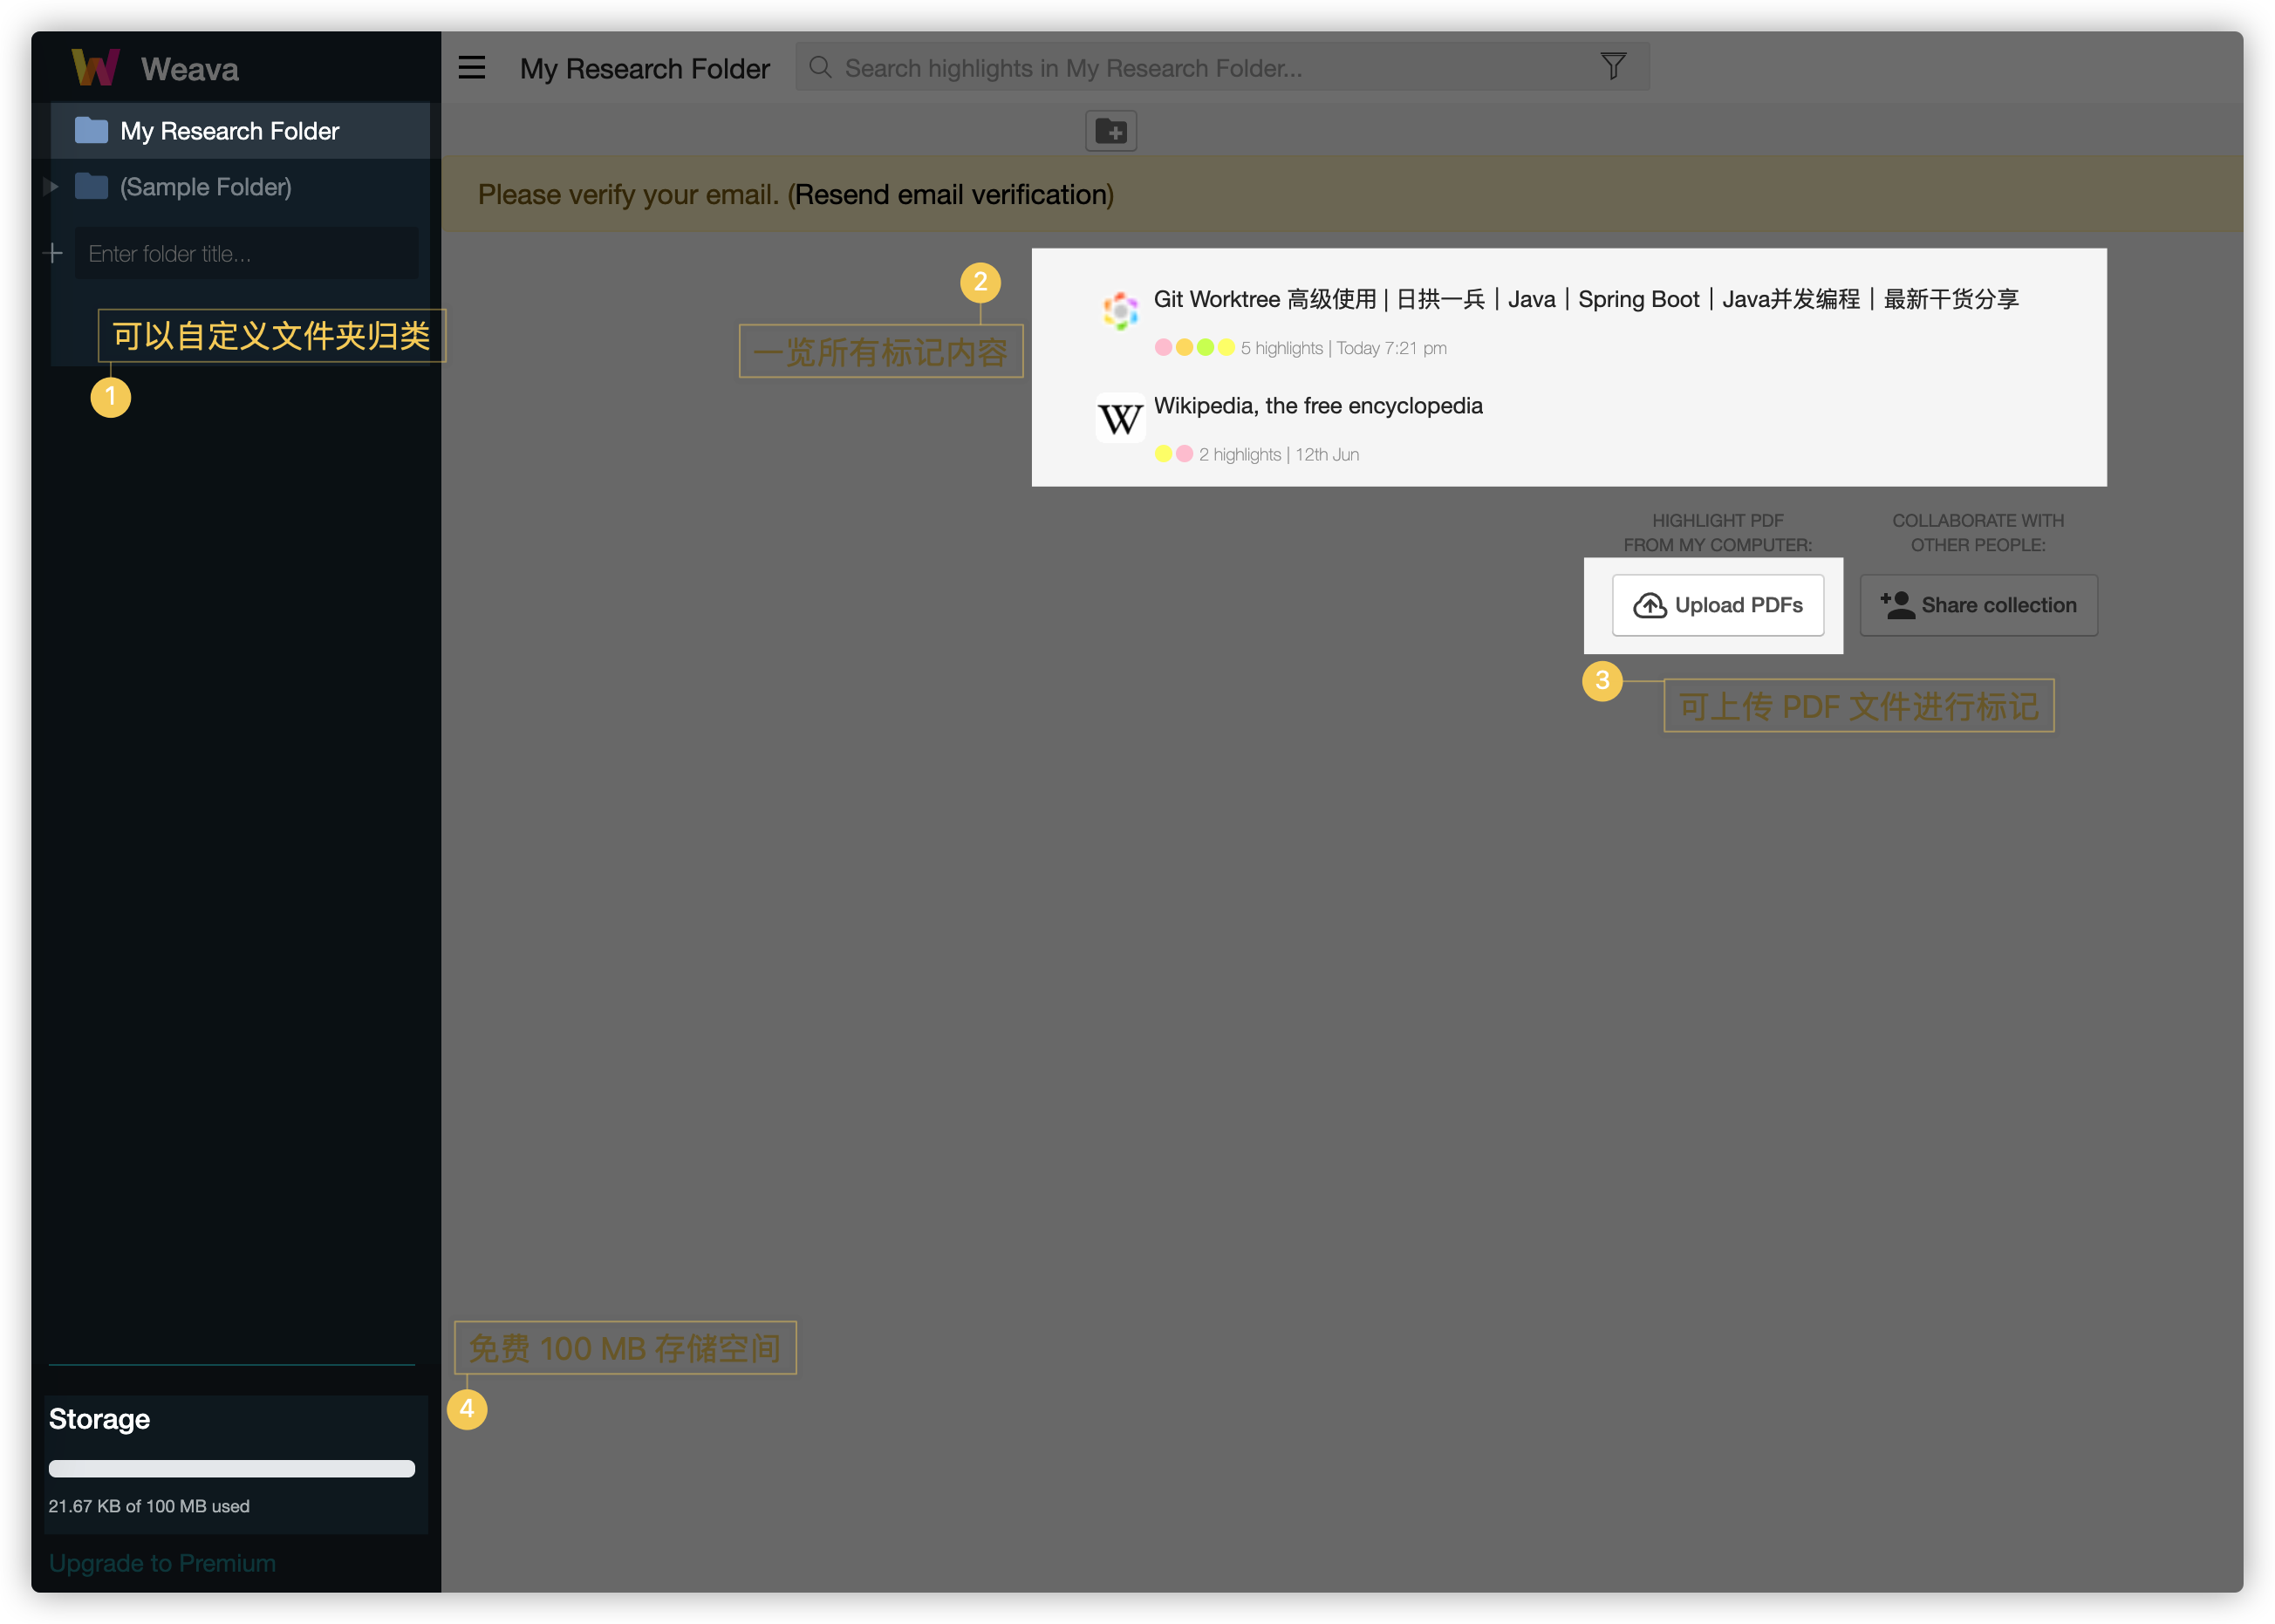 Weava
My Research Folder
Search highlights in My Research Folder...
My Research Folder
(Sample Folder)
Please verify your email. (Resend email verification)
Enter folder title...
可以自定义文件夹归类
1
2
一览所有标记内容
Git Worktree 高级使用 | 日拱一兵 | Java | Spring Boot | Java并发编程 | 最新干货分享
5 highlights | Today 7:21 pm
W
Wikipedia, the free encyclopedia
2 highlights | 12th Jun
HIGHLIGHT PDF
FROM MY COMPUTER:
Upload PDFs
COLLABORATE WITH
OTHER PEOPLE:
Share collection
3
可上传 PDF 文件进行标记
免费 100 MB 存储空间
4
Storage
21.67 KB of 100 MB used
Upgrade to Premium